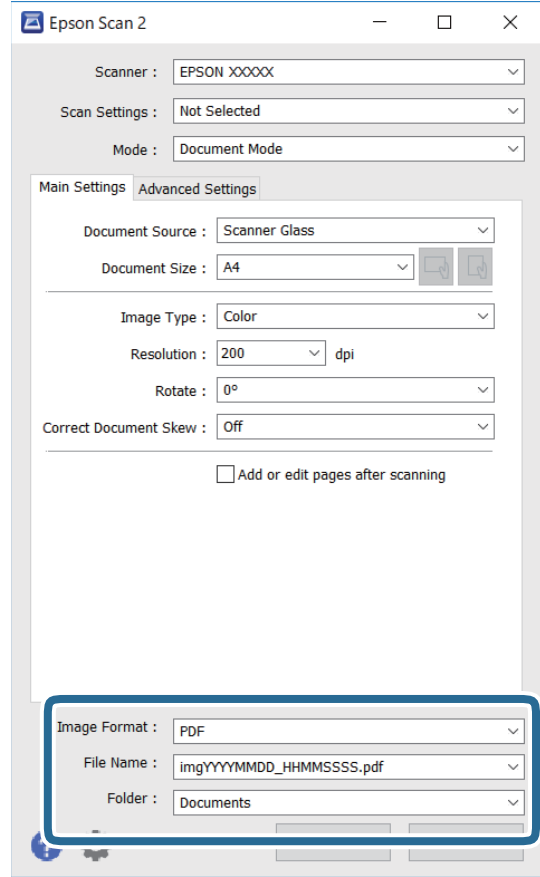 Epson Scan 2
Scanner : EPSON XXXXX
Scan Settings : Not Selected
Mode : Document Mode
Main Settings Advanced Settings
Document Source : Scanner Glass
Document Size : A4
Image Type : Color
Resolution : 200 dpi
Rotate : 0°
Correct Document Skew : Off
Add or edit pages after scanning
Image Format : PDF
File Name : imgYYYYMMDD_HHMMSSSS.pdf
Folder : Documents